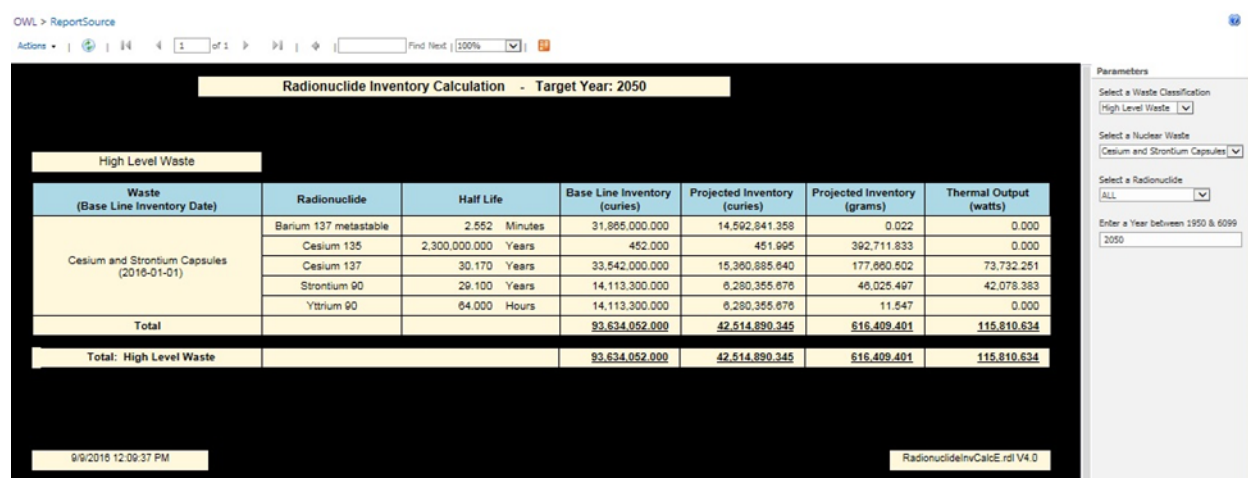 OWL > ReportSource
Actions | 1 of 1 | Find Next | 100%
Radionuclide Inventory Calculation - Target Year: 2050
High Level Waste
Waste (Base Line Inventory Date) Radionuclide Half Life Base Line Inventory (curies) Projected Inventory (curies) Projected Inventory (grams) Thermal Output (watts)
Cesium and Strontium Capsules (2016-01-01)
Barium 137 metastable 2.552 Minutes 31,865,000.000 14,592,841.358 0.022 0.000
Cesium 135 2,300,000.000 Years 452.000 451.995 392,711.833 0.000
Cesium 137 30.170 Years 33,542,000.000 15,360,885.640 177,660.502 73,732.251
Strontium 90 29.100 Years 14,113,300.000 6,280,355.676 46,025.497 42,078.383
Yttrium 90 64.000 Hours 14,113,300.000 6,280,355.676 11.547 0.000
Total 93,634,052.000 42,514,890.345 616,409.401 115,810.634
Total: High Level Waste 93,634,052.000 42,514,890.345 616,409.401 115,810.634
9/9/2016 12:09:37 PM
RadionuclideInvCalcE.rdl V4.0
Parameters
Select a Waste Classification
High Level Waste
Select a Nuclear Waste
Cesium and Strontium Capsules
Select a Radionuclide
ALL
Enter a Year between 1950 & 6099
2050